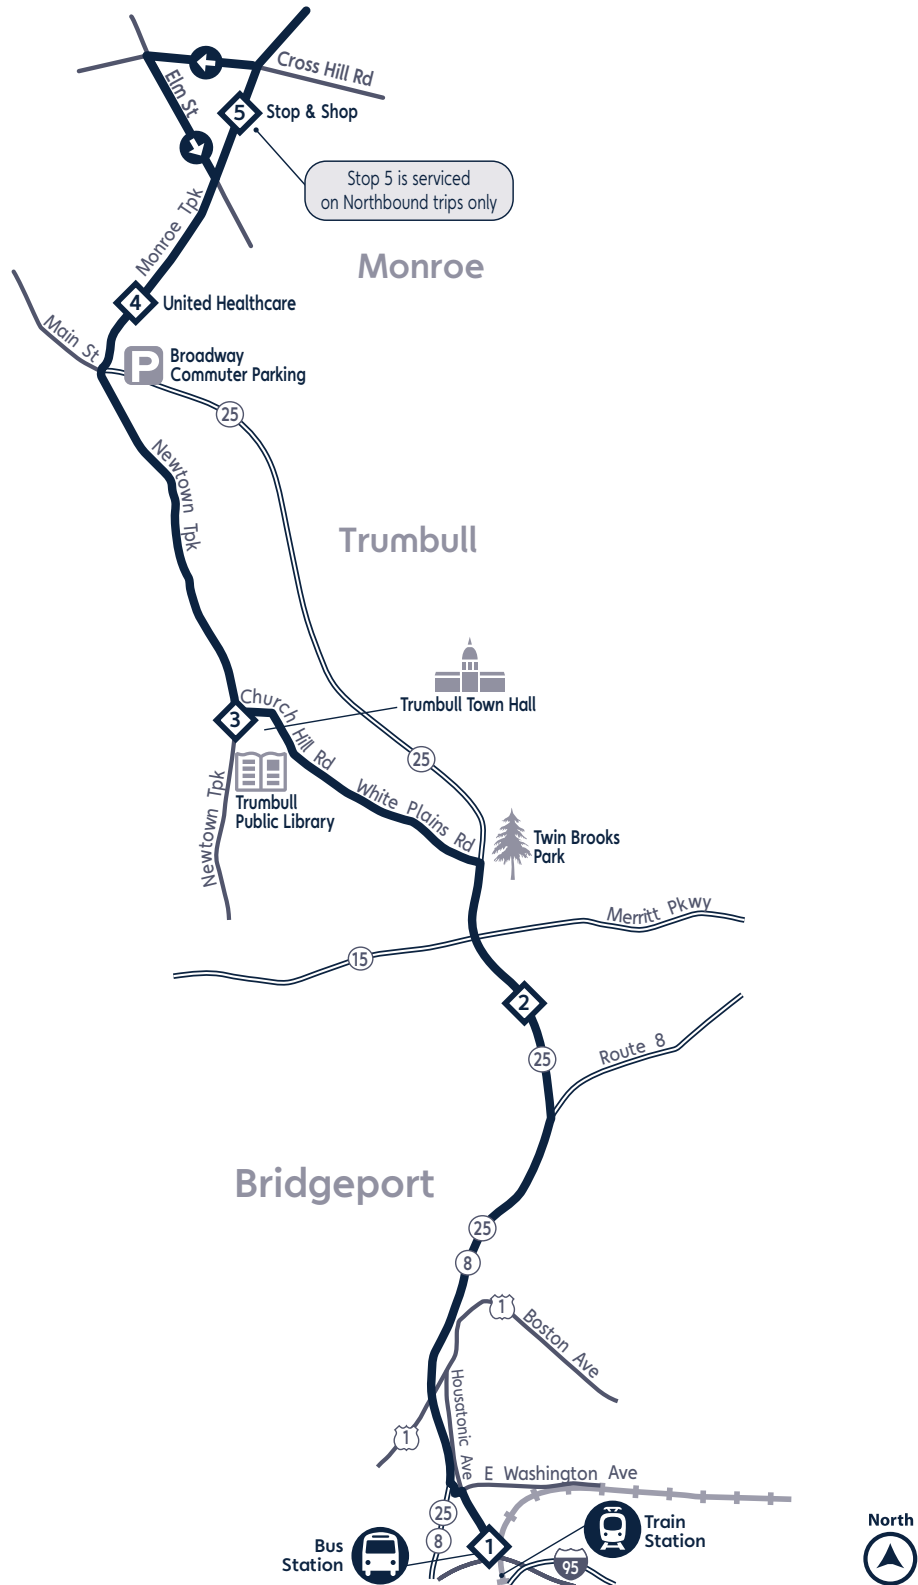 Cross Hill Rd
Elm St
5
Stop & Shop
Stop 5 is serviced
on Northbound trips only
Monroe Tpk
Monroe
4
United Healthcare
Main St
P
Broadway
Commuter Parking
25
Newtown Tpk
Trumbull
Trumbull Town Hall
Church Hill Rd
3
25
Newtown Tpk
Trumbull
Public Library
White Plains Rd
Twin Brooks
Park
Merritt Pkwy
15
2
25
Route 8
Bridgeport
25
8
1
Boston Ave
Housatonic Ave
1
E Washington Ave
25
8
Bus
Station
1
Train
Station
95
North